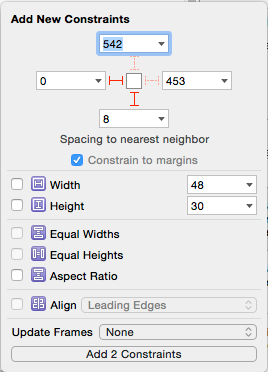 Add New Constraints
542
0
453
8
Spacing to nearest neighbor
Constrain to margins
Width 48
Height 30
Equal Widths
Equal Heights
Aspect Ratio
Align Leading Edges
Update Frames None
Add 2 Constraints